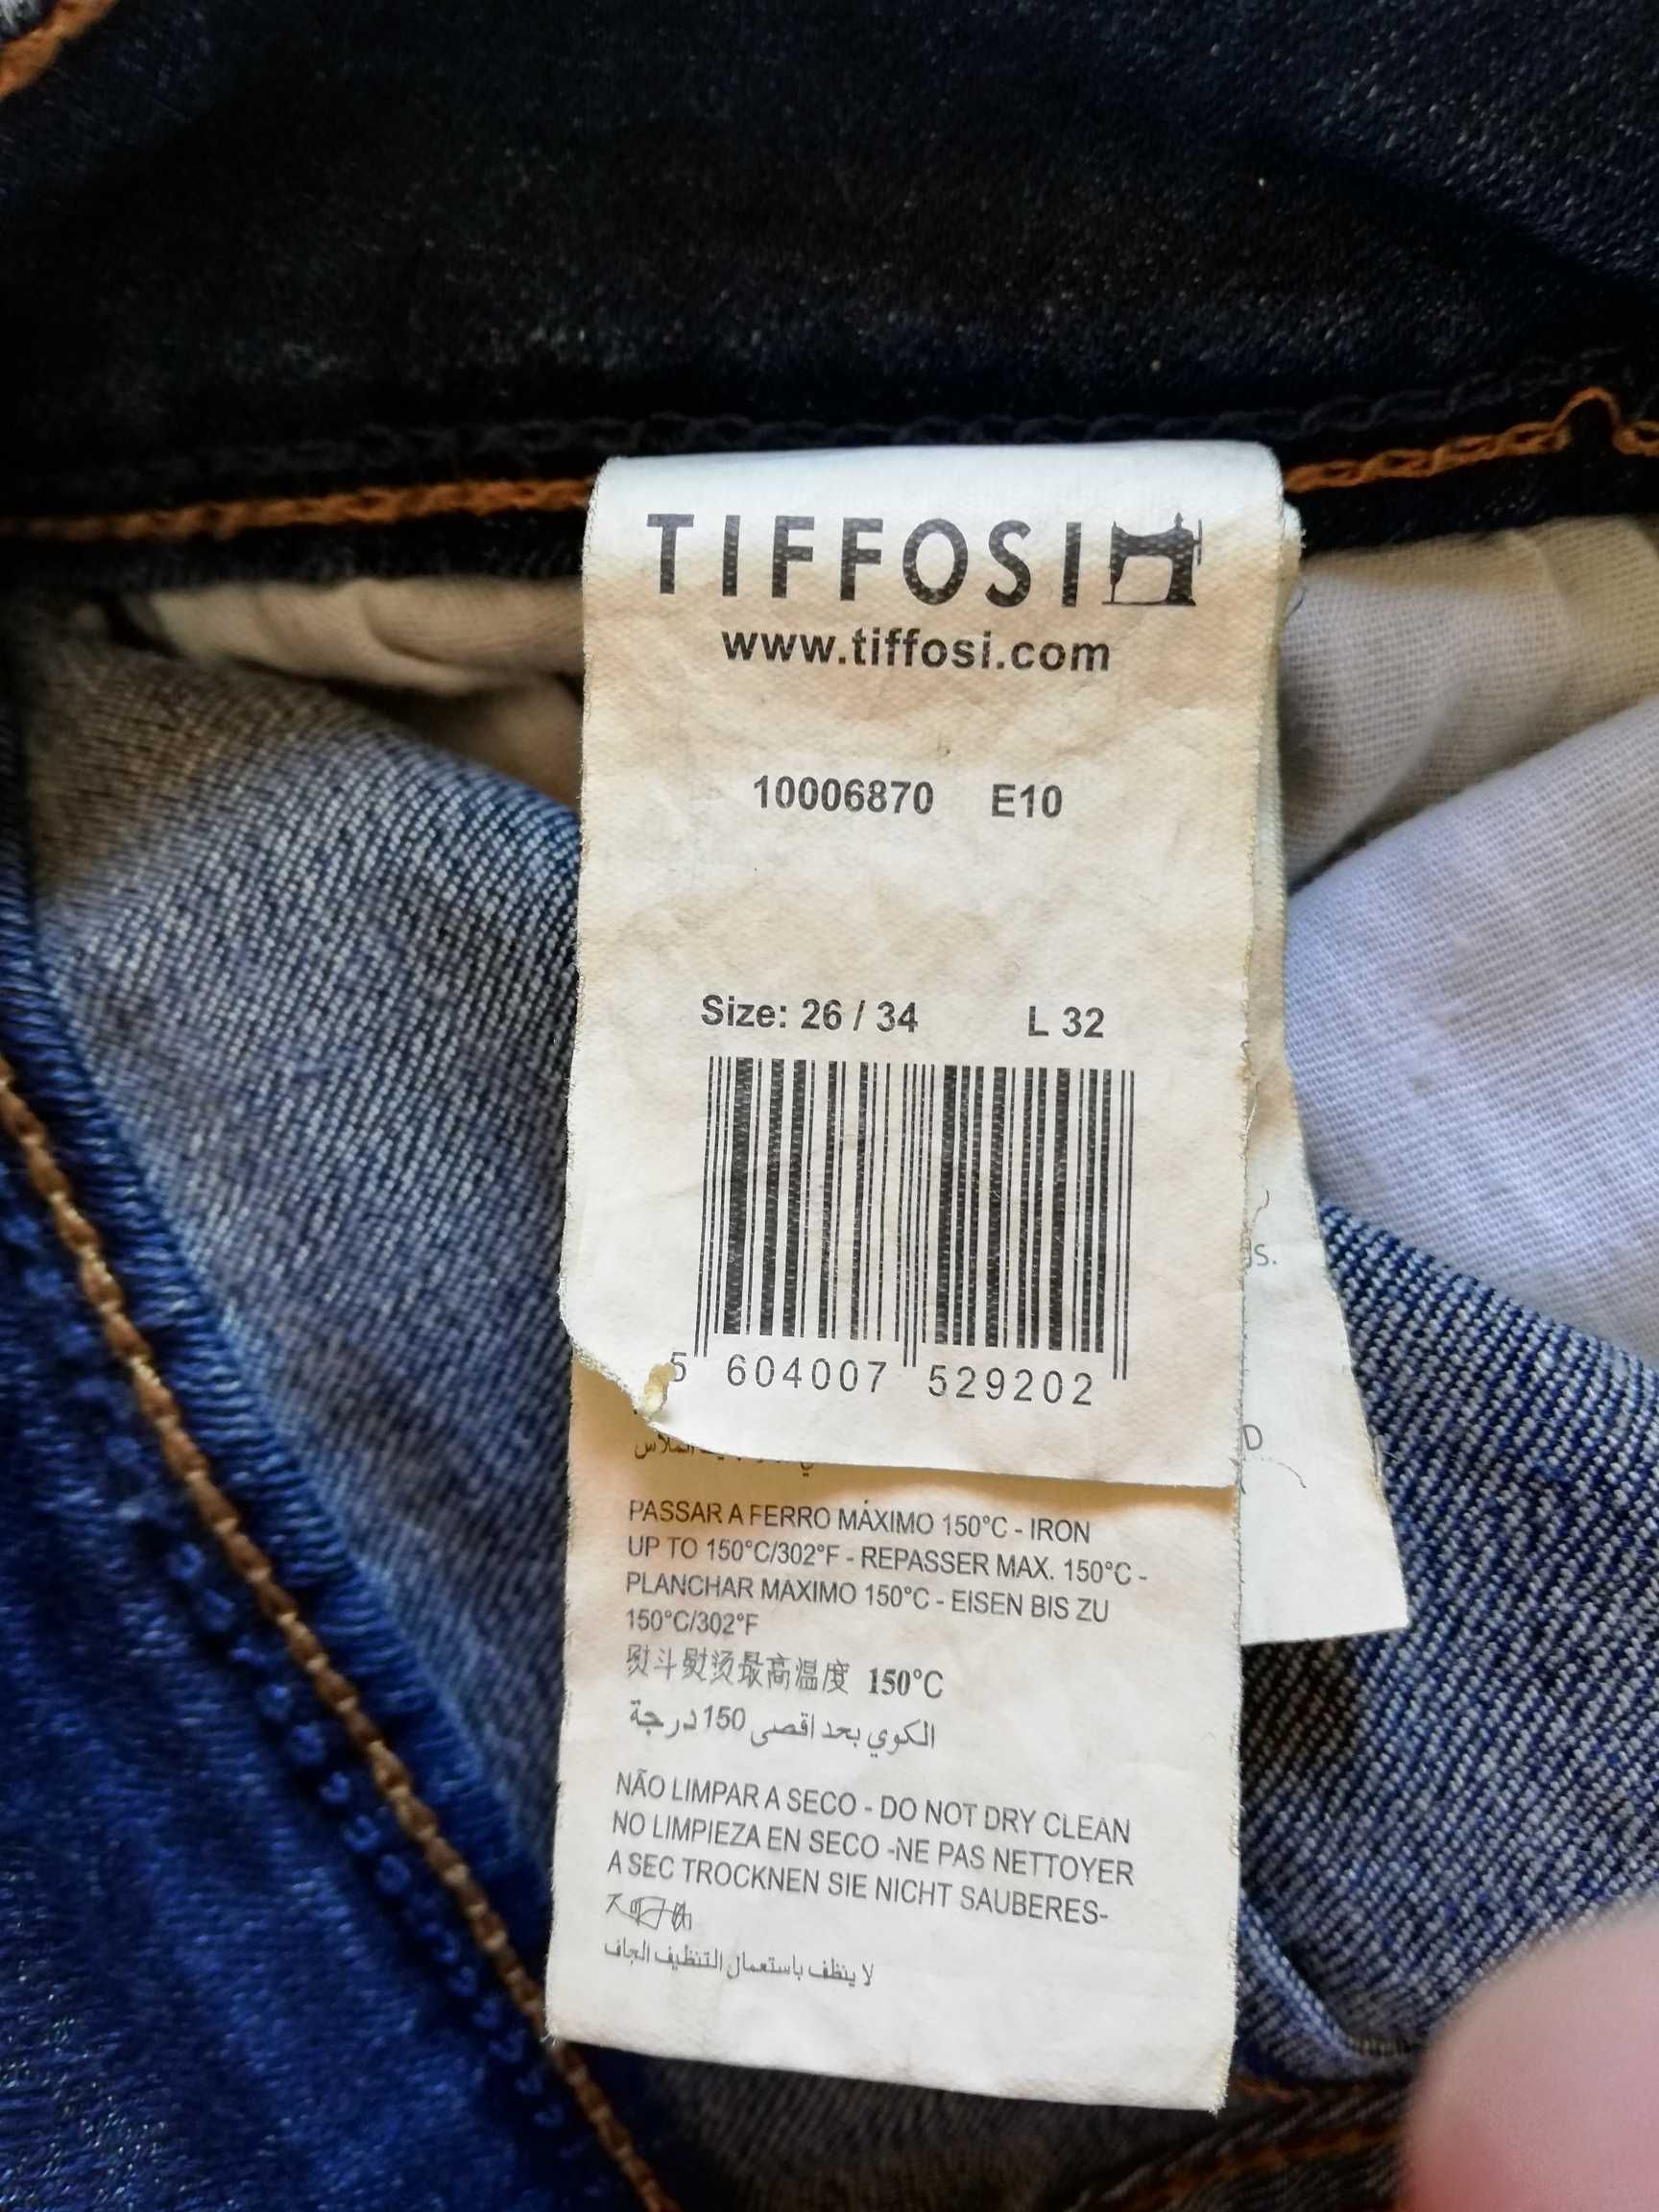 TIFFOSI
www.tiffosi.com
10006870 E10
Size: 26 / 34 L 32
5 604007 529202
PASSAR A FERRO MÁXIMO 150°C - IRON
UP TO 150°C/302°F - REPASSER MAX. 150°C -
PLANCHAR MAXIMO 150°C - EISEN BIS ZU
150°C/302°F
熨斗熨烫最高温度 150°C
الكوي بحد اقصى 150 درجة
NÃO LIMPAR A SECO - DO NOT DRY CLEAN
NO LIMPIEZA EN SECO -NE PAS NETTOYER
A SEC TROCKNEN SIE NICHT SAUBERES-
لا ينظف باستعمال التنظيف الجاف